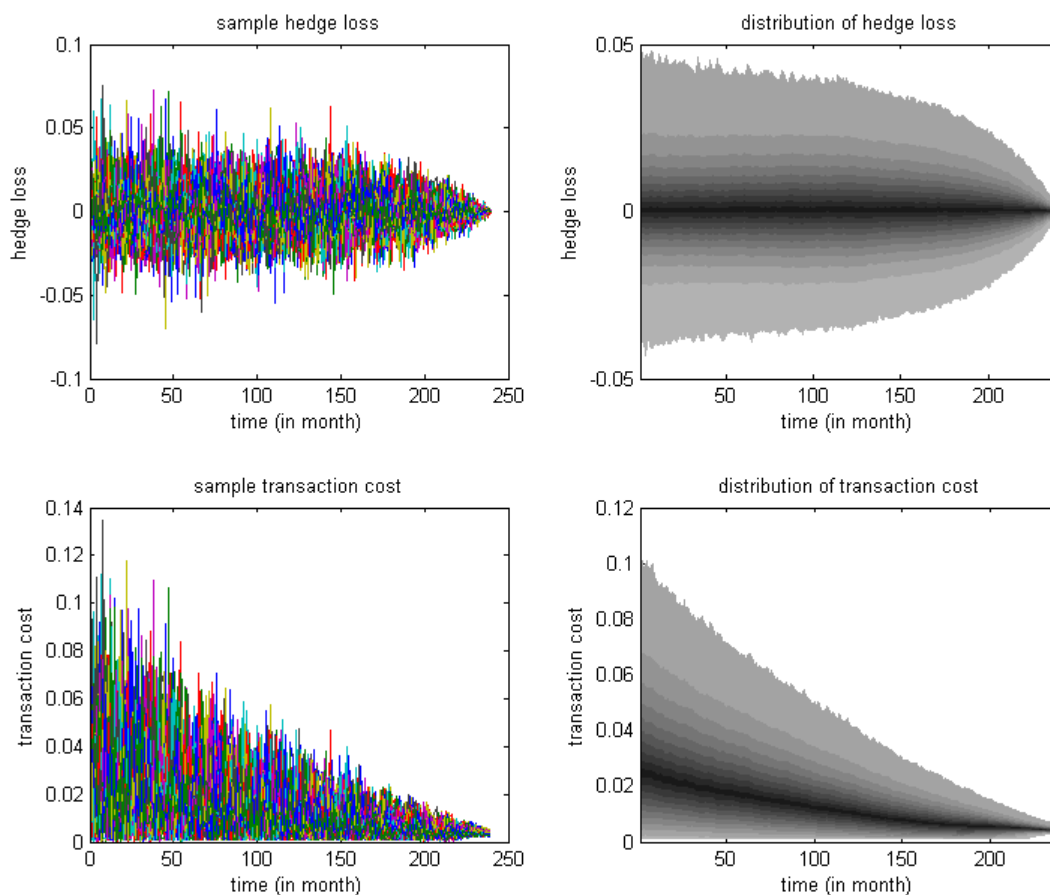 sample hedge loss
0.1
0.05
0
-0.05
-0.1
hedge loss
0 50 100 150 200 250
time (in month)
distribution of hedge loss
0.05
0
-0.05
hedge loss
50 100 150 200
time (in month)
sample transaction cost
0.14
0.12
0.1
0.08
0.06
0.04
0.02
0
transaction cost
0 50 100 150 200 250
time (in month)
distribution of transaction cost
0.12
0.1
0.08
0.06
0.04
0.02
0
transaction cost
50 100 150 200
time (in month)